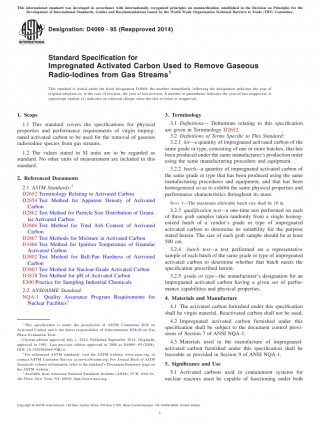 This international standard was developed in accordance with internationally recognized principles on standardization established in the Decision on Principles for the
Development of International Standards, Guides and Recommendations issued by the World Trade Organization Technical Barriers to Trade (TBT) Committee.
Designation: D4069 − 95 (Reapproved 2014)
Standard Specification for
Impregnated Activated Carbon Used to Remove Gaseous
Radio-Iodines from Gas Streams1
This standard is issued under the fixed designation D4069; the number immediately following the designation indicates the year of
original adoption or, in the case of revision, the year of last revision. A number in parentheses indicates the year of last reapproval. A
superscript epsilon (ε) indicates an editorial change since the last revision or reapproval.
1. Scope
1.1 This standard covers the specifications for physical
properties and performance requirements of virgin impreg-
nated activated carbon to be used for the removal of gaseous
radioiodine species from gas streams.
1.2 The values stated in SI units are to be regarded as
standard. No other units of measurement are included in this
standard.
2. Referenced Documents
2.1 ASTM Standards:2
D2652 Terminology Relating to Activated Carbon
D2854 Test Method for Apparent Density of Activated
Carbon
D2862 Test Method for Particle Size Distribution of Granu-
lar Activated Carbon
D2866 Test Method for Total Ash Content of Activated
Carbon
D2867 Test Methods for Moisture in Activated Carbon
D3466 Test Method for Ignition Temperature of Granular
Activated Carbon
D3802 Test Method for Ball-Pan Hardness of Activated
Carbon
D3803 Test Method for Nuclear-Grade Activated Carbon
D3838 Test Method for pH of Activated Carbon
E300 Practice for Sampling Industrial Chemicals
2.2 ANSI/ASME Standard:
NQA-1 Quality Assurance Program Requirements for
Nuclear Facilities3
1 This specification is under the jurisdiction of ASTM Committee D28 on
Activated Carbon and is the direct responsibility of Subcommittee D28.04 on Gas
Phase Evaluation Tests.
Current edition approved July 1, 2014. Published September 2014. Originally
approved in 1981. Last previous edition approved in 2008 as D4069 – 95 (2008).
2 For referenced ASTM standards, visit the ASTM website, www.astm.org, or
contact ASTM Customer Service at service@astm.org. For Annual Book of ASTM
Standards volume information, refer to the standard's Document Summary page on
the ASTM website.
3 Available from American National Standards Institute (ANSI), 25 W. 43rd St.,
4th Floor, New York, NY 10036, http://www.ansi.org.
3. Terminology
3.1 Definitions— Definitions relating to this specification
are given in Terminology D2652.
3.2 Definitions of Terms Specific to This Standard:
3.2.1 lot—a quantity of impregnated activated carbon of the
same grade or type, consisting of one or more batches, that has
been produced under the same manufacturer's production order
using the same manufacturing procedure and equipment.
3.2.2 batch—a quantity of impregnated activated carbon of
the same grade or type that has been produced using the same
manufacturing procedures and equipment, and that has been
homogenized so as to exhibit the same physical properties and
performance characteristics throughout its mass.
NOTE 1—The maximum allowable batch size shall be 10 m.
3.2.3 qualification test—a one-time test performed on each
of three grab samples taken randomly from a single homog-
enized batch of a vendor's grade or type of impregnated
activated carbon to determine its suitability for the purpose
stated herein. The size of each grab sample should be at least
500 cm.
3.2.4 batch test—a test performed on a representative
sample of each batch of the same grade or type of impregnated
activated carbon to determine whether that batch meets the
specification prescribed herein.
3.2.5 grade or type—the manufacturer's designation for an
impregnated activated carbon having a given set of perfor-
mance capabilities and physical properties.
4. Materials and Manufacture
4.1 The activated carbon furnished under this specification
shall be virgin material. Reactivated carbon shall not be used.
4.2 Impregnated activated carbon furnished under this
specification shall be subject to the document control provi-
sions of Section 7 of ANSI NQA-1.
4.3 Materials used in the manufacture of impregnated-
activated carbon furnished under this specification shall be
traceable as provided in Section 9 of ANSI NQA-1.
5. Significance and Use
5.1 Activated carbons used in containment systems for
nuclear reactors must be capable of functioning under both
Copyright © ASTM International, 100 Barr Harbor Drive, PO Box C700, West Conshohocken, PA 19428-2959. United States
1